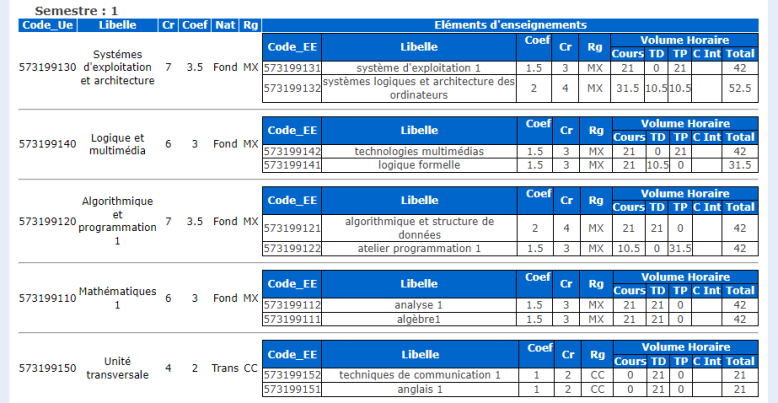 Semestre : 1
Code_Ue Libelle Cr Coef Nat Rg Eléments d'enseignements
573199130 Systémes d'exploitation et architecture 7 3.5 Fond MX
Code_EE Libelle Coef Cr Rg Volume Horaire
Cours TD TP C Int Total
573199131 système d'exploitation 1 1.5 3 MX 21 0 21 42
573199132 systèmes logiques et architecture des ordinateurs 2 4 MX 31.5 10.5 10.5 52.5
573199140 Logique et multimédia 6 3 Fond MX
Code_EE Libelle Coef Cr Rg Volume Horaire
Cours TD TP C Int Total
573199142 technologies multimédias 1.5 3 MX 21 0 21 42
573199141 logique formelle 1.5 3 MX 21 10.5 0 31.5
573199120 Algorithmique et programmation 1 7 3.5 Fond MX
Code_EE Libelle Coef Cr Rg Volume Horaire
Cours TD TP C Int Total
573199121 algorithmique et structure de données 2 4 MX 21 21 0 42
573199122 atelier programmation 1 1.5 3 MX 10.5 0 31.5 42
573199110 Mathématiques 1 6 3 Fond MX
Code_EE Libelle Coef Cr Rg Volume Horaire
Cours TD TP C Int Total
573199112 analyse 1 1.5 3 MX 21 21 0 42
573199111 algèbre1 1.5 3 MX 21 21 0 42
573199150 Unité transversale 4 2 Trans CC
Code_EE Libelle Coef Cr Rg Volume Horaire
Cours TD TP C Int Total
573199152 techniques de communication 1 1 2 CC 0 21 0 21
573199151 anglais 1 1 2 CC 0 21 0 21